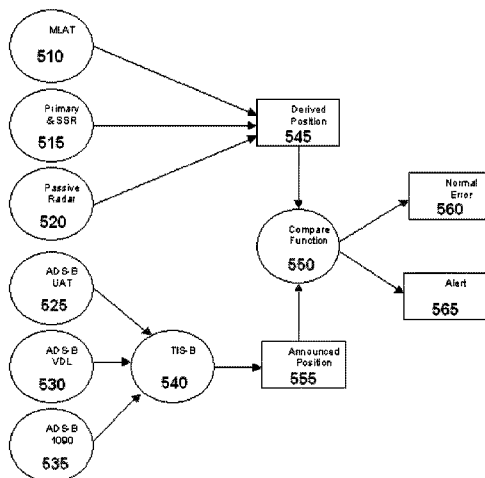 MLAT
510
Primary
& SSR
515
Passive
Radar
520
ADS-B
UAT
525
ADS-B
VDL
530
ADS-B
1090
535
TIS-B
540
Derived
Position
545
Compare
Function
550
Announced
Position
555
Normal
Error
560
Alert
565